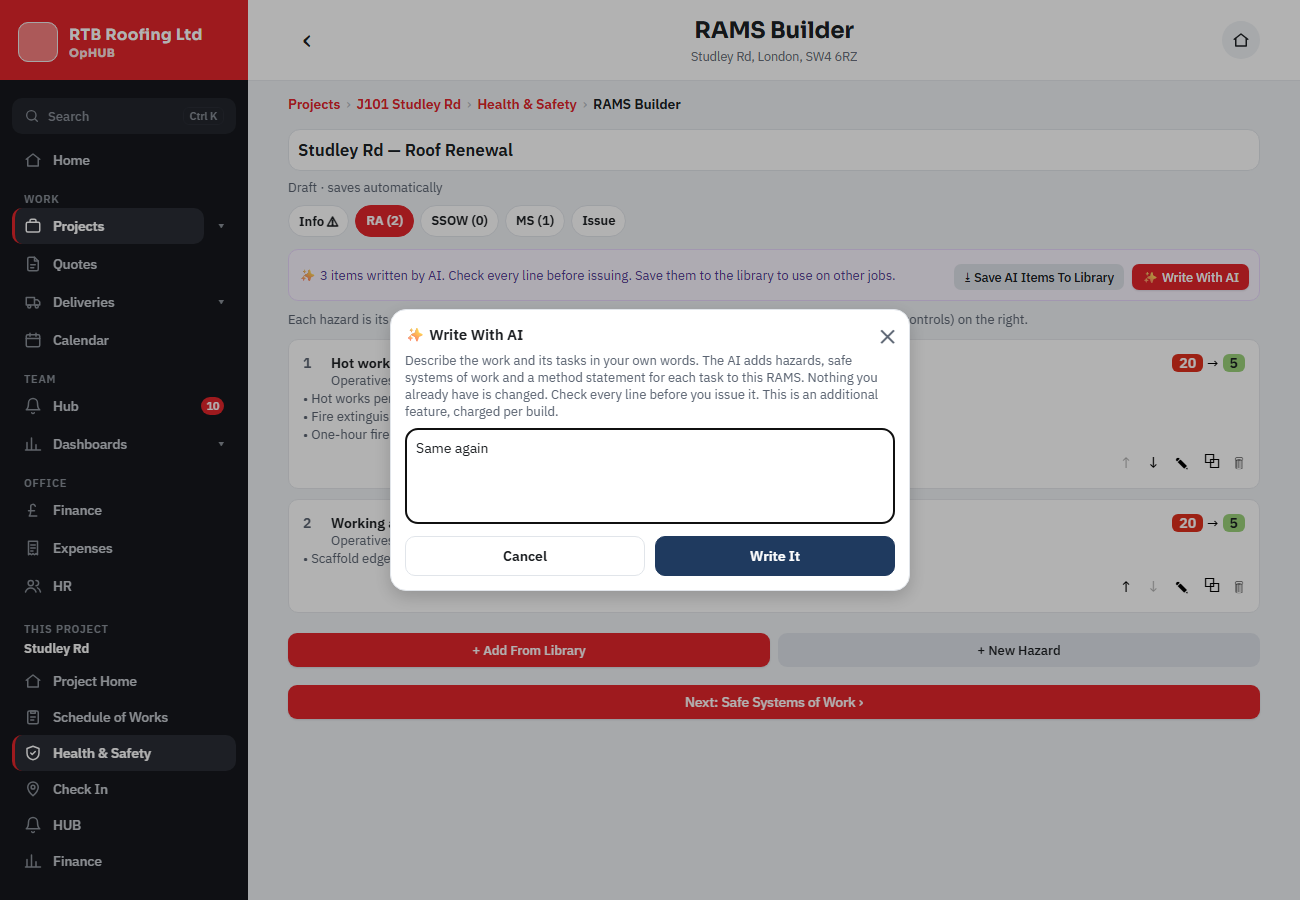 RTB Roofing Ltd
OpHUB
Search Ctrl K
Home
WORK
Projects
Quotes
Deliveries
Calendar
TEAM
Hub 10
Dashboards
OFFICE
Finance
Expenses
HR
THIS PROJECT
Studley Rd
Project Home
Schedule of Works
Health & Safety
Check In
HUB
Finance
RAMS Builder
Studley Rd, London, SW4 6RZ
Projects › J101 Studley Rd › Health & Safety › RAMS Builder
Studley Rd — Roof Renewal
Draft · saves automatically
Info ⚠ RA (2) SSOW (0) MS (1) Issue
✨ 3 items written by AI. Check every line before issuing. Save them to the library to use on other jobs.
⤓ Save AI Items To Library ✨ Write With AI
Each hazard is its ontrols) on the right.
1 Hot work 20 → 5
Operatives
• Hot works pe
• Fire extinguis
• One-hour fire
2 Working 20 → 5
Operatives
• Scaffold edge
✨ Write With AI
Describe the work and its tasks in your own words. The AI adds hazards, safe
systems of work and a method statement for each task to this RAMS. Nothing you
already have is changed. Check every line before you issue it. This is an additional
feature, charged per build.
Same again
Cancel Write It
+ Add From Library + New Hazard
Next: Safe Systems of Work ›